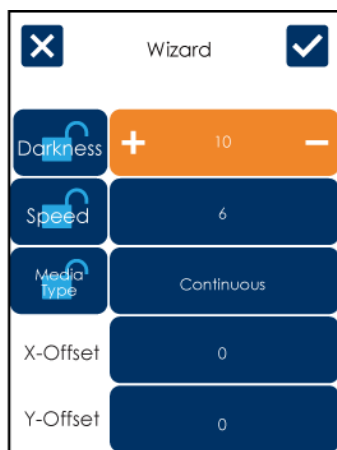 Wizard
Darkness + 10 −
Speed 6
Media
Type
Continuous
X-Offset 0
Y-Offset 0